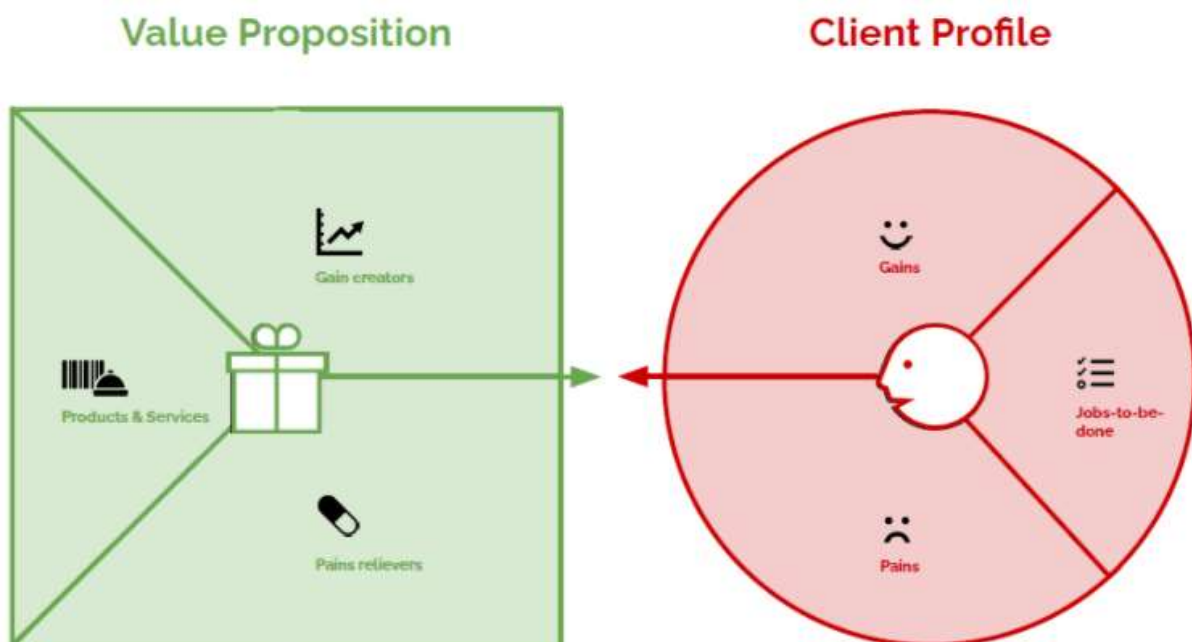 Value Proposition
Client Profile
Gain creators
Products & Services
Pains relievers
Gains
Jobs-to-be-
done
Pains